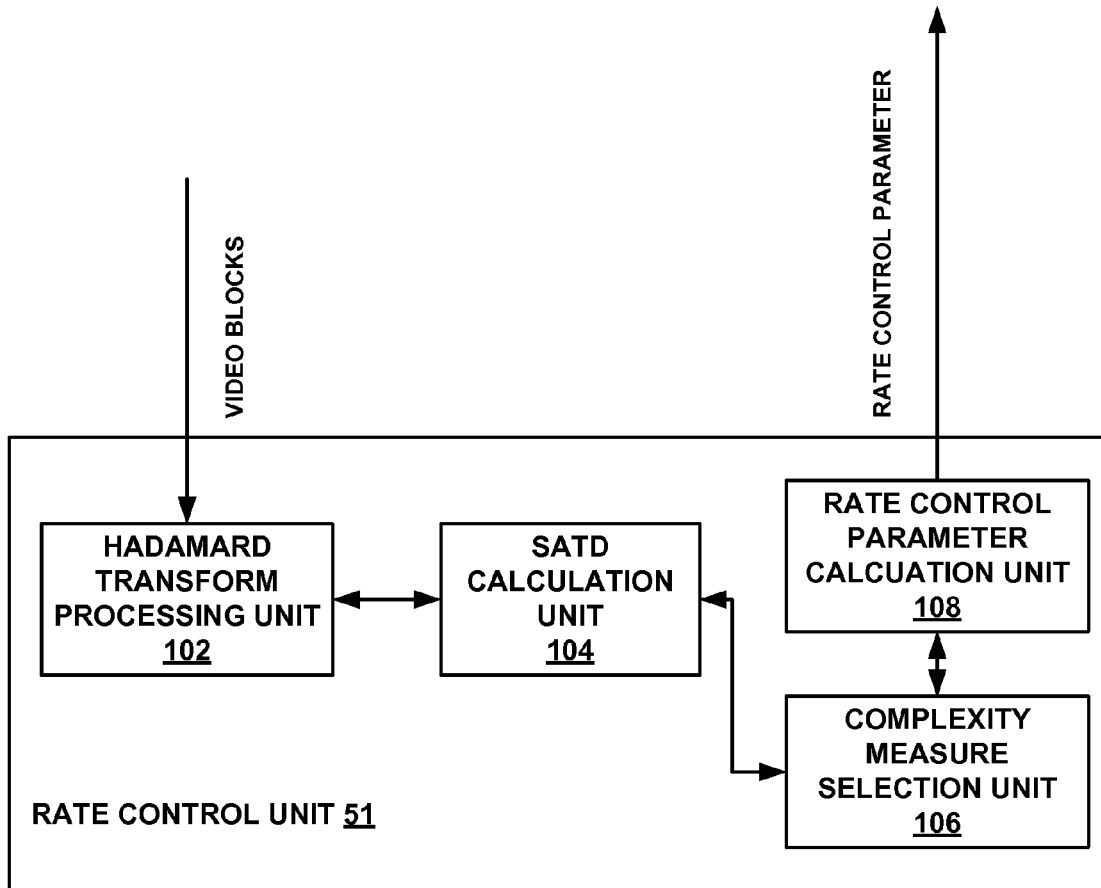 VIDEO BLOCKS
RATE CONTROL PARAMETER
HADAMARD
TRANSFORM
PROCESSING UNIT
102
SATD
CALCULATION
UNIT
104
RATE CONTROL
PARAMETER
CALCUATION UNIT
108
COMPLEXITY
MEASURE
SELECTION UNIT
106
RATE CONTROL UNIT 51